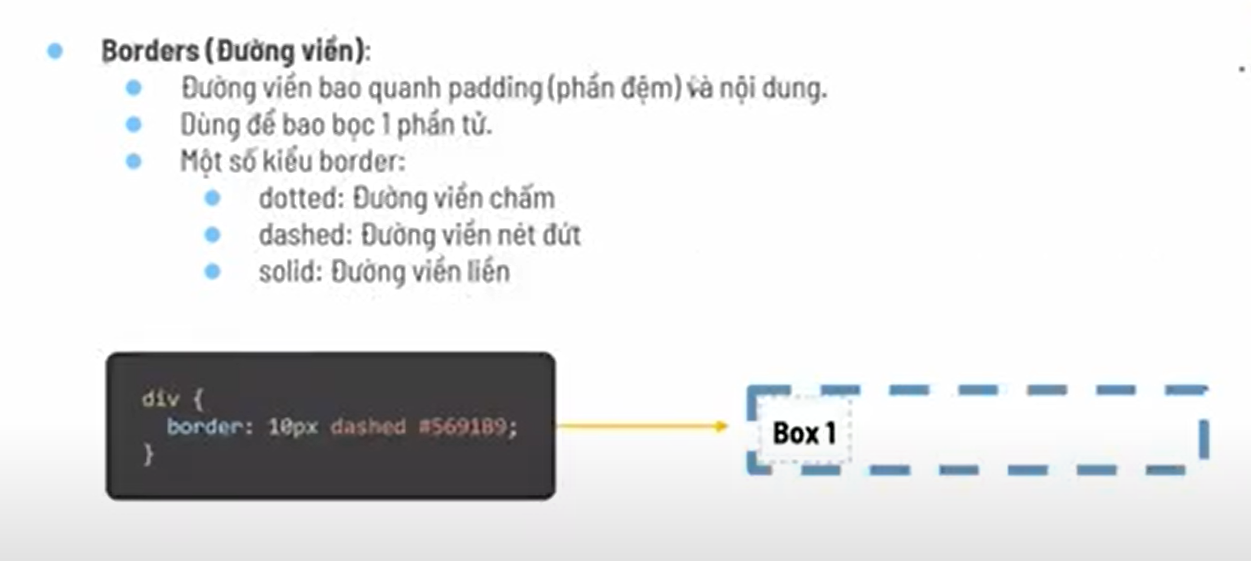 Borders (Đường viền):
Đường viền bao quanh padding (phần đệm) và nội dung.
Dùng để bao bọc 1 phần tử.
Một số kiểu border:
dotted: Đường viền chấm
dashed: Đường viền nét đứt
solid: Đường viền liền
div {
border: 10px dashed #5691B9;
}
Box 1